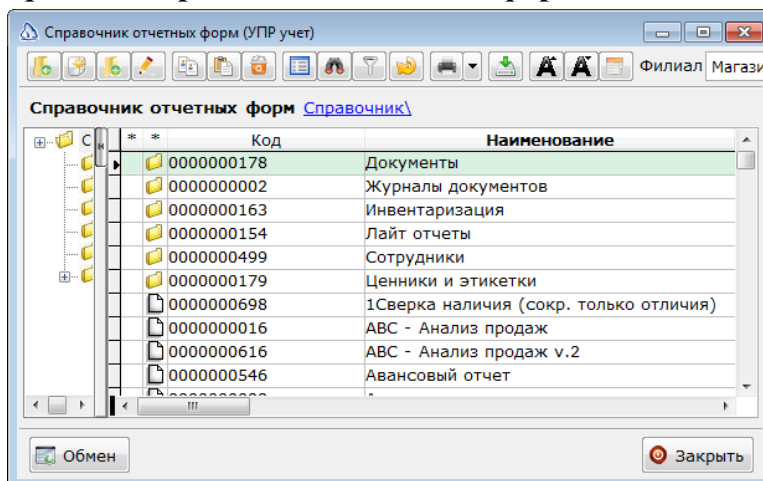 Справочник отчетных форм (УПР учет)
Филиал Магази
Справочник отчетных форм Справочник\
С * * Код Наименование
0000000178 Документы
0000000002 Журналы документов
0000000163 Инвентаризация
0000000154 Лайт отчеты
0000000499 Сотрудники
0000000179 Ценники и этикетки
0000000698 1Сверка наличия (сокр. только отличия)
0000000016 АВС - Анализ продаж
0000000616 АВС - Анализ продаж v.2
0000000546 Авансовый отчет
Обмен Закрыть